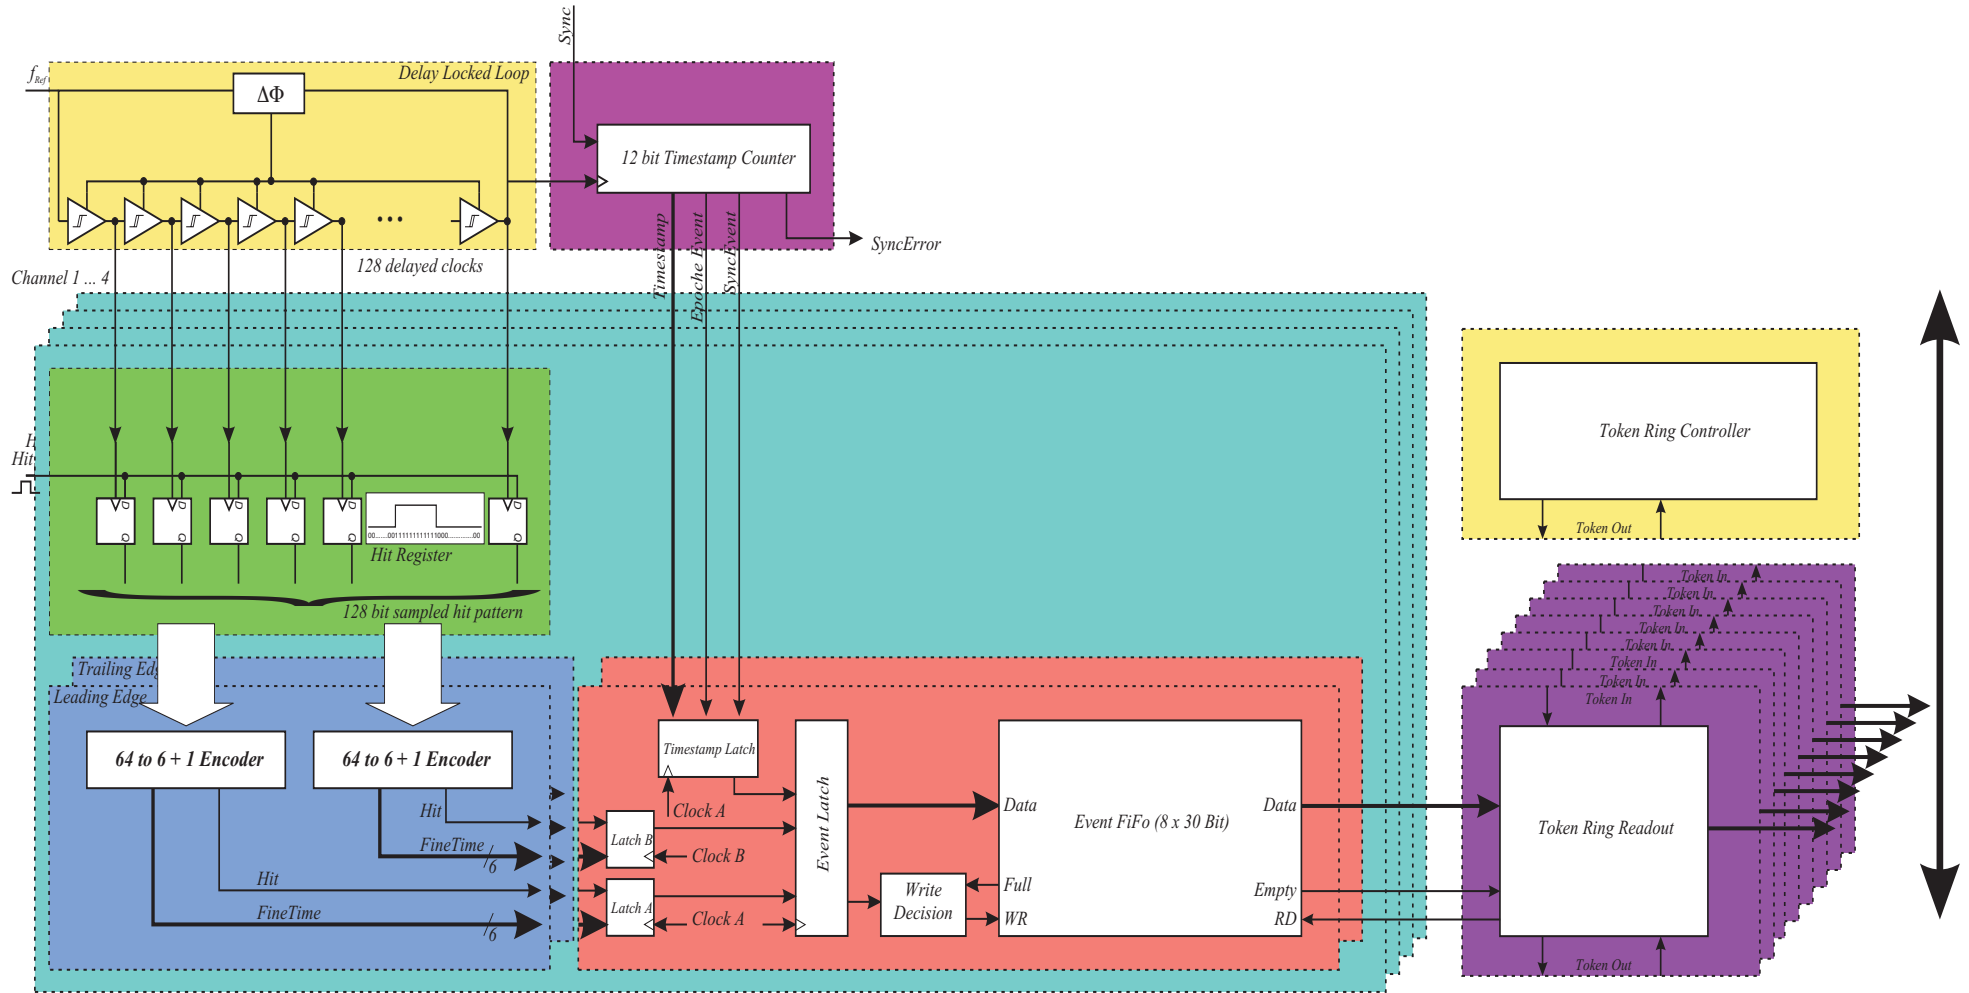 Sync
f Ref
Delay Locked Loop
ΔΦ
12 bit Timestamp Counter
Timestamp
Epoche Event
SyncEvent
SyncError
128 delayed clocks
Channel 1 ... 4
H
Hit
D
D
D
D
D
D
Q
Q
Q
Q
Q
Q
00.......00111111111111000.............00
Hit Register
128 bit sampled hit pattern
Token Ring Controller
Token Out
Token In
Token In
Token In
Token In
Token In
Token In
Token In
Token In
Trailing Edg
Leading Edge
64 to 6 + 1 Encoder
64 to 6 + 1 Encoder
Hit
FineTime
6
Hit
FineTime
6
Timestamp Latch
Clock A
Latch B
Clock B
Latch A
Clock A
Event Latch
Write
Decision
Data
Event FiFo (8 x 30 Bit)
Data
Full
WR
Empty
RD
Token Ring Readout
Token Out